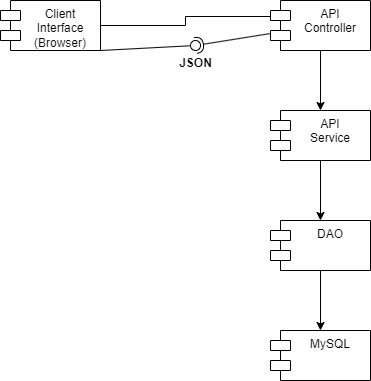 Client
Interface
(Browser)
API
Controller
JSON
API
Service
DAO
MySQL